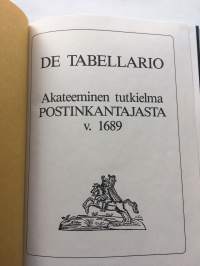 DE TABELLARIO
Akateeminen tutkielma
POSTINKANTAJASTA
v. 1689